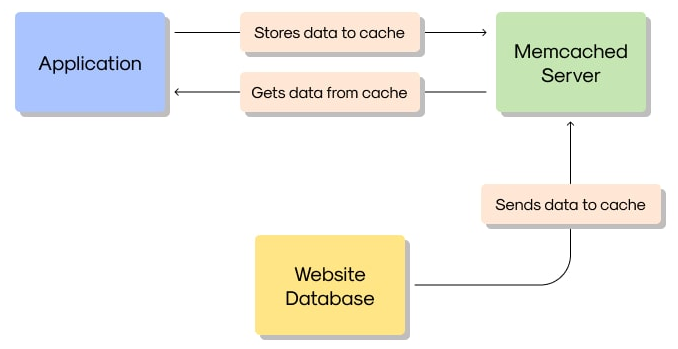 Application
Stores data to cache
Memcached
Server
Gets data from cache
Sends data to cache
Website
Database